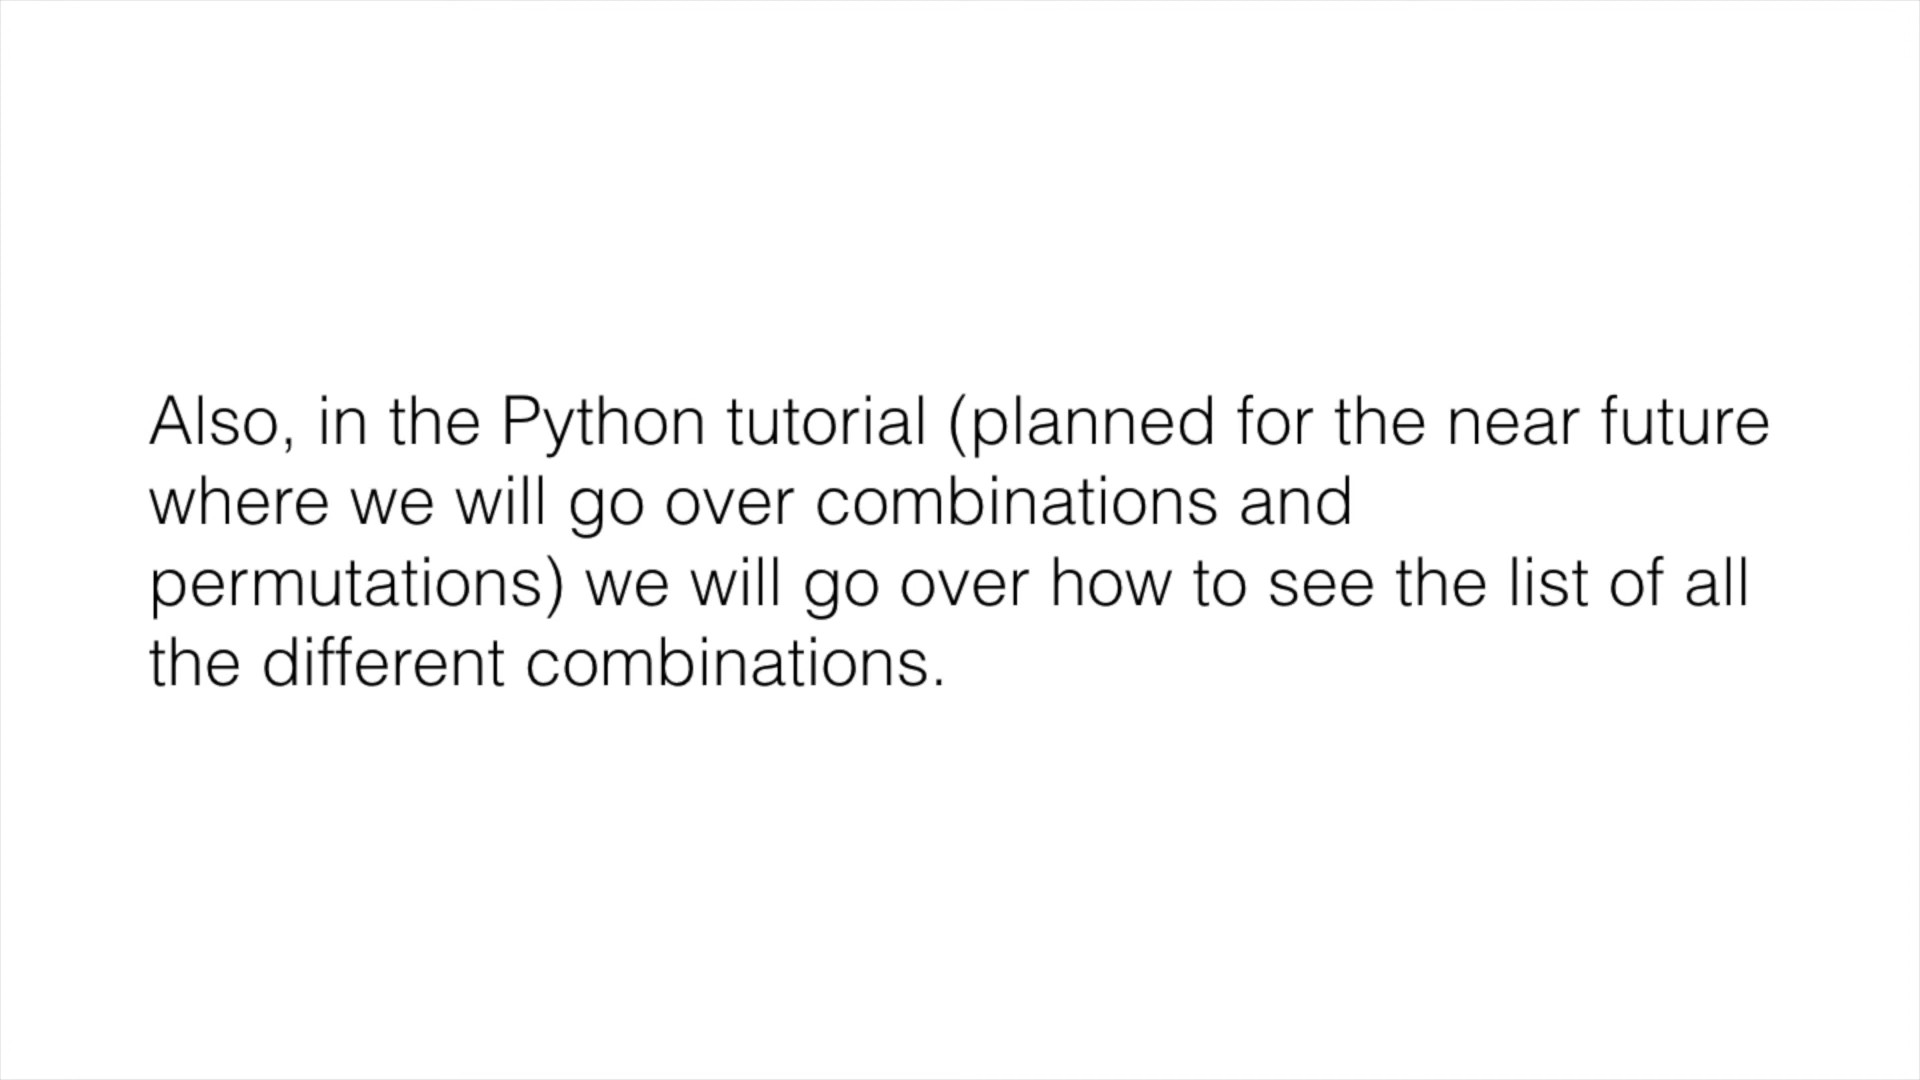 Also, in the Python tutorial (planned for the near future
where we will go over combinations and
permutations) we will go over how to see the list of all
the different combinations.